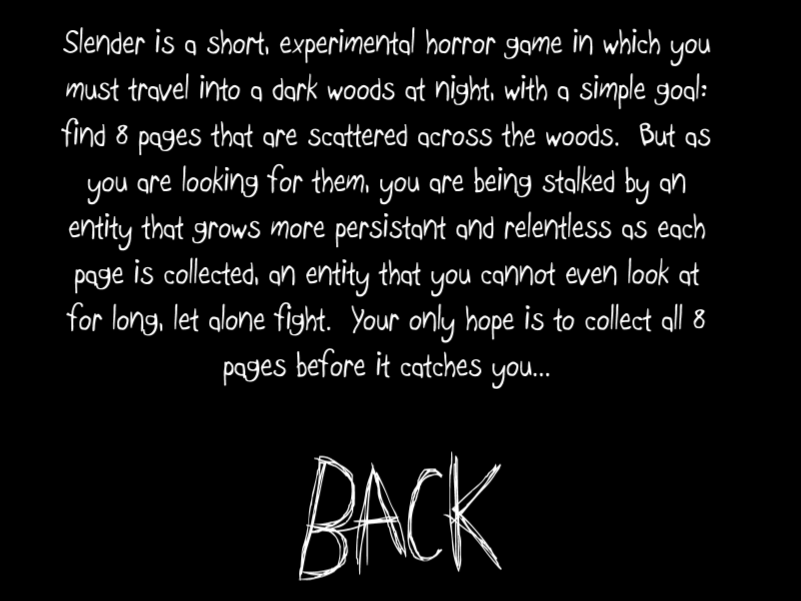 Slender is a short, experimental horror game in which you
must travel into a dark woods at night, with a simple goal:
find 8 pages that are scattered across the woods.  But as
you are looking for them, you are being stalked by an
entity that grows more persistant and relentless as each
page is collected, an entity that you cannot even look at
for long, let alone fight.  Your only hope is to collect all 8
pages before it catches you...
BACK